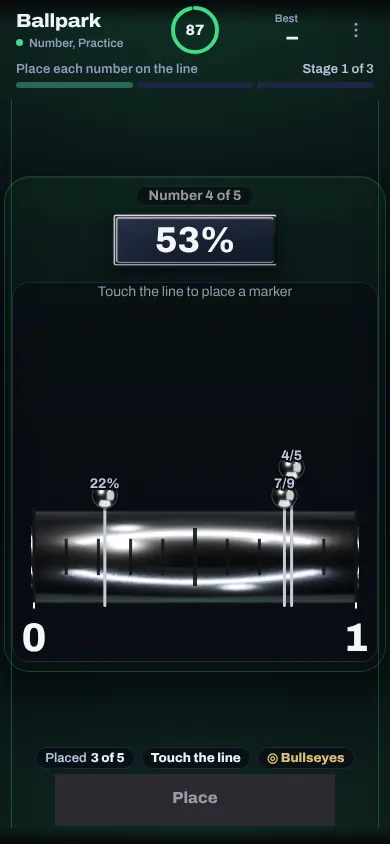 Ballpark
Number, Practice
87
Best
–
Place each number on the line
Stage 1 of 3
Number 4 of 5
53%
Touch the line to place a marker
4/5
22%
7/9
0
1
Placed 3 of 5
Touch the line
◎ Bullseyes
Place